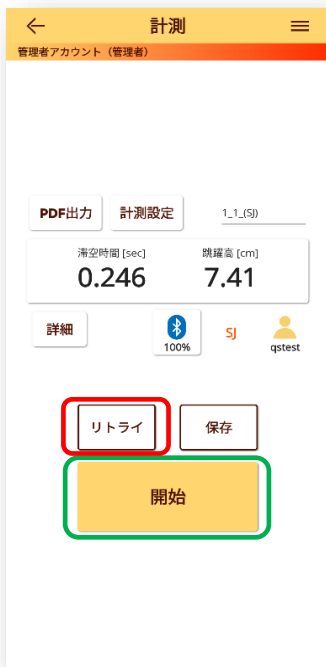 計測
管理者アカウント（管理者）
PDF出力 計測設定 1_1_(SJ)
滞空時間 [sec] 跳躍高 [cm]
0.246 7.41
詳細 100% SJ qstest
リトライ 保存
開始